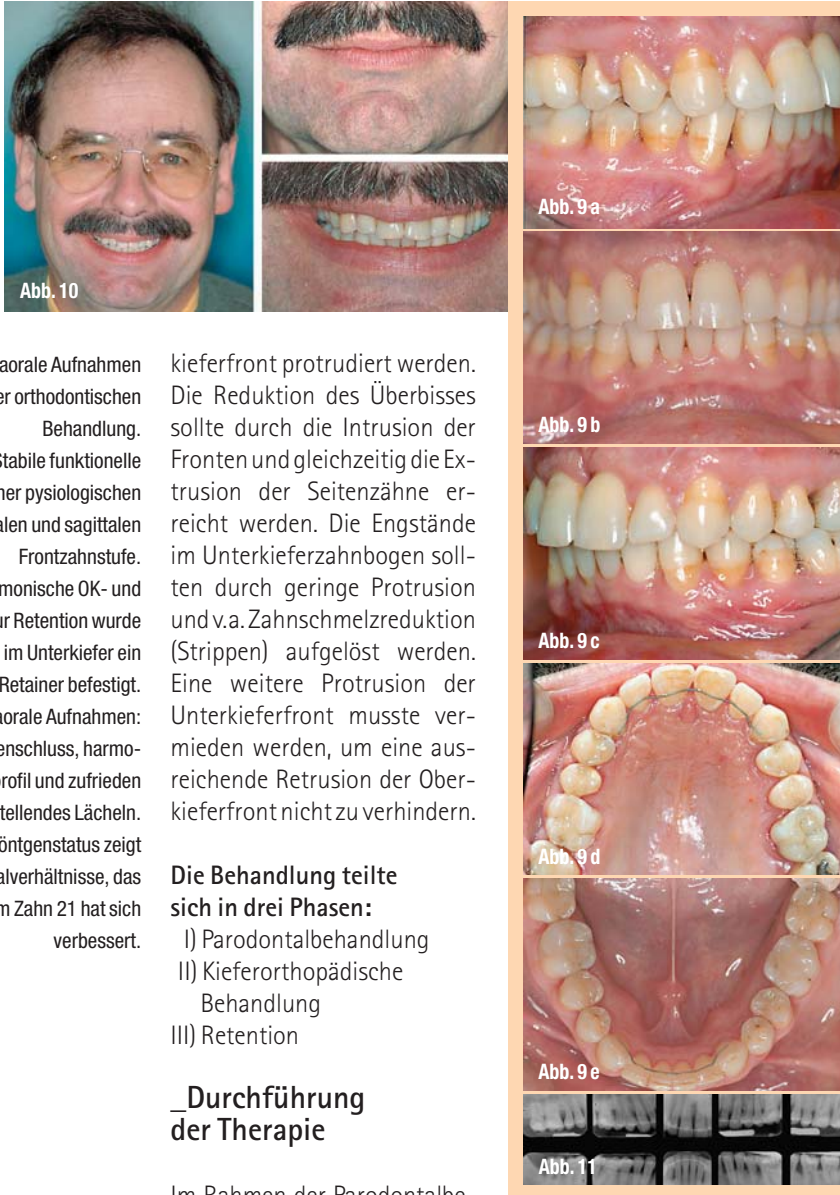 Abb. 10
aorale Aufnahmen
er orthodontischen
Behandlung.
Stabile funktionelle
ner pysiologischen
alen und sagittalen
Frontzahnstufe.
monische OK- und
ur Retention wurde
im Unterkiefer ein
Retainer befestigt.
aorale Aufnahmen:
enschluss, harmo-
profil und zufrieden
tellendes Lächeln.
öntgenstatus zeigt
alverhältnisse, das
m Zahn 21 hat sich
verbessert.
kieferfront protrudiert werden.
Die Reduktion des Überbisses
sollte durch die Intrusion der
Fronten und gleichzeitig die Ex-
trusion der Seitenzähne er-
reicht werden. Die Engstände
im Unterkieferzahnbogen soll-
ten durch geringe Protrusion
und v.a. Zahnschmelzreduktion
(Strippen) aufgelöst werden.
Eine weitere Protrusion der
Unterkieferfront musste ver-
mieden werden, um eine aus-
reichende Retrusion der Ober-
kieferfront nicht zu verhindern.
Die Behandlung teilte
sich in drei Phasen:
I) Parodontalbehandlung
II) Kieferorthopädische
Behandlung
III) Retention
_Durchführung
der Therapie
Im Rahmen der Parodontalbe-
Abb. 9 a
Abb. 9 b
Abb. 9 c
Abb. 9 d
Abb. 9 e
Abb. 11